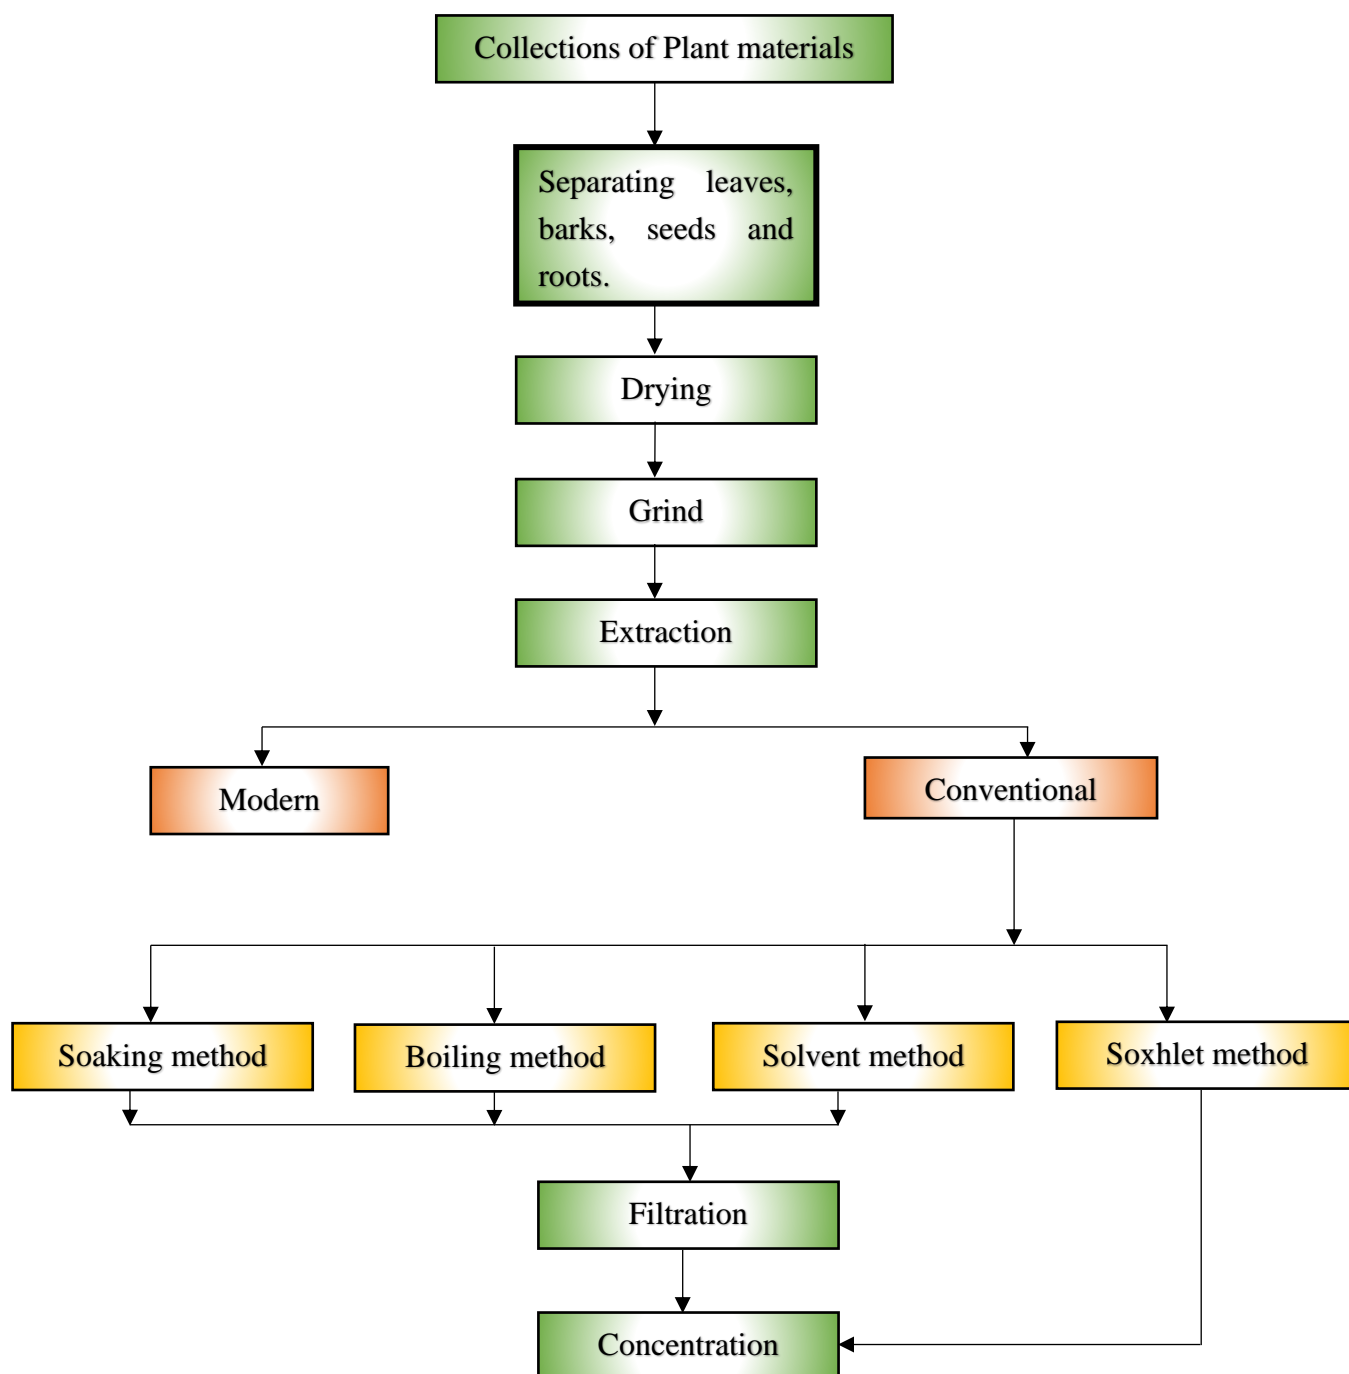 Collections of Plant materials
Separating leaves,
barks, seeds and
roots.
Drying
Grind
Extraction
Modern
Conventional
Soaking method
Boiling method
Solvent method
Soxhlet method
Filtration
Concentration